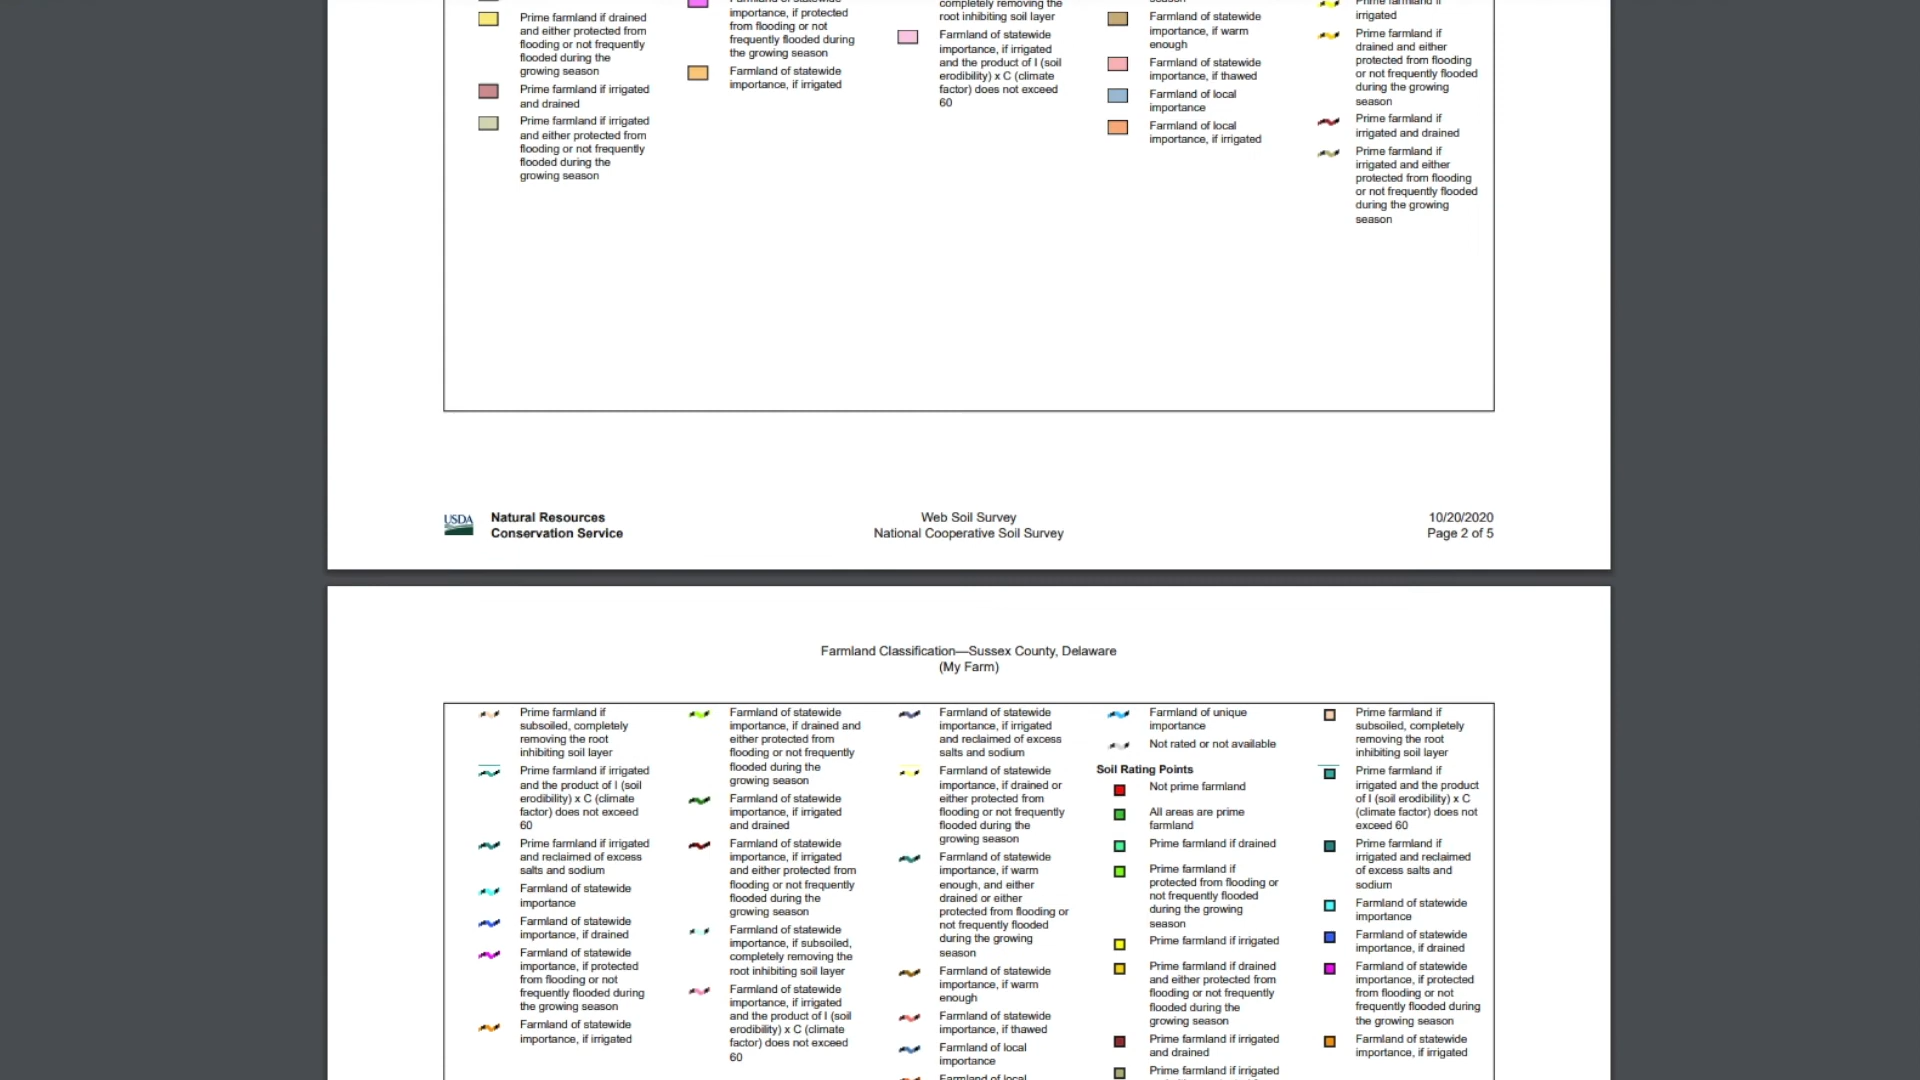 Prime farmland if drained
and either protected from
flooding or not frequently
flooded during the
growing season
Prime farmland if irrigated
and drained
Prime farmland if irrigated
and either protected from
flooding or not frequently
flooded during the
growing season
importance, if protected
from flooding or not
frequently flooded during
the growing season
Farmland of statewide
importance, if irrigated
completely removing the
root inhibiting soil layer
Farmland of statewide
importance, if irrigated
and the product of I (soil
erodibility) x C (climate
factor) does not exceed
60
season
Farmland of statewide
importance, if warm
enough
Farmland of statewide
importance, if thawed
Farmland of local
importance
Farmland of local
importance, if irrigated
Prime farmland if
irrigated
Prime farmland if
drained and either
protected from flooding
or not frequently flooded
during the growing
season
Prime farmland if
irrigated and drained
Prime farmland if
irrigated and either
protected from flooding
or not frequently flooded
during the growing
season
USDA
Natural Resources
Conservation Service
Web Soil Survey
National Cooperative Soil Survey
10/20/2020
Page 2 of 5
Farmland Classification—Sussex County, Delaware
(My Farm)
Prime farmland if
subsoiled, completely
removing the root
inhibiting soil layer
Prime farmland if irrigated
and the product of I (soil
erodibility) x C (climate
factor) does not exceed
60
Prime farmland if irrigated
and reclaimed of excess
salts and sodium
Farmland of statewide
importance
Farmland of statewide
importance, if drained
Farmland of statewide
importance, if protected
from flooding or not
frequently flooded during
the growing season
Farmland of statewide
importance, if irrigated
Farmland of statewide
importance, if drained and
either protected from
flooding or not frequently
flooded during the
growing season
Farmland of statewide
importance, if irrigated
and drained
Farmland of statewide
importance, if irrigated
and either protected from
flooding or not frequently
flooded during the
growing season
Farmland of statewide
importance, if subsoiled,
completely removing the
root inhibiting soil layer
Farmland of statewide
importance, if irrigated
and the product of I (soil
erodibility) x C (climate
factor) does not exceed
60
Farmland of statewide
importance, if irrigated
and reclaimed of excess
salts and sodium
Farmland of statewide
importance, if drained or
either protected from
flooding or not frequently
flooded during the
growing season
Farmland of statewide
importance, if warm
enough, and either
drained or either
protected from flooding or
not frequently flooded
during the growing
season
Farmland of statewide
importance, if warm
enough
Farmland of statewide
importance, if thawed
Farmland of local
importance
Farmland of local
Farmland of unique
importance
Not rated or not available
Soil Rating Points
Not prime farmland
All areas are prime
farmland
Prime farmland if drained
Prime farmland if
protected from flooding or
not frequently flooded
during the growing
season
Prime farmland if irrigated
Prime farmland if drained
and either protected from
flooding or not frequently
flooded during the
growing season
Prime farmland if irrigated
and drained
Prime farmland if irrigated
Prime farmland if
subsoiled, completely
removing the root
inhibiting soil layer
Prime farmland if
irrigated and the product
of I (soil erodibility) x C
(climate factor) does not
exceed 60
Prime farmland if
irrigated and reclaimed
of excess salts and
sodium
Farmland of statewide
importance
Farmland of statewide
importance, if drained
Farmland of statewide
importance, if protected
from flooding or not
frequently flooded during
the growing season
Farmland of statewide
importance, if irrigated